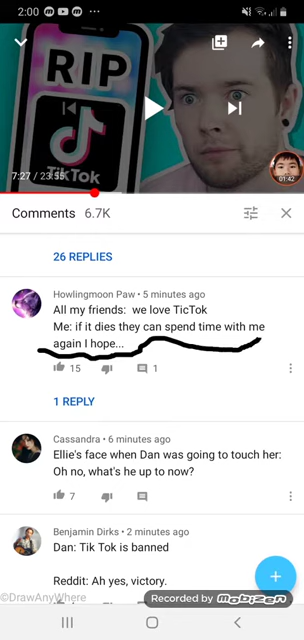 2:00
RIP
TikTok
7:27 / 23:55
01:42
Comments 6.7K
26 REPLIES
Howlingmoon Paw • 5 minutes ago
All my friends: we love TicTok
Me: if it dies they can spend time with me
again I hope...
15
1
1 REPLY
Cassandra • 6 minutes ago
Ellie's face when Dan was going to touch her:
Oh no, what's he up to now?
7
Benjamin Dirks • 2 minutes ago
Dan: Tik Tok is banned
Reddit: Ah yes, victory.
©DrawAnyWhere
Recorded by Mobizen